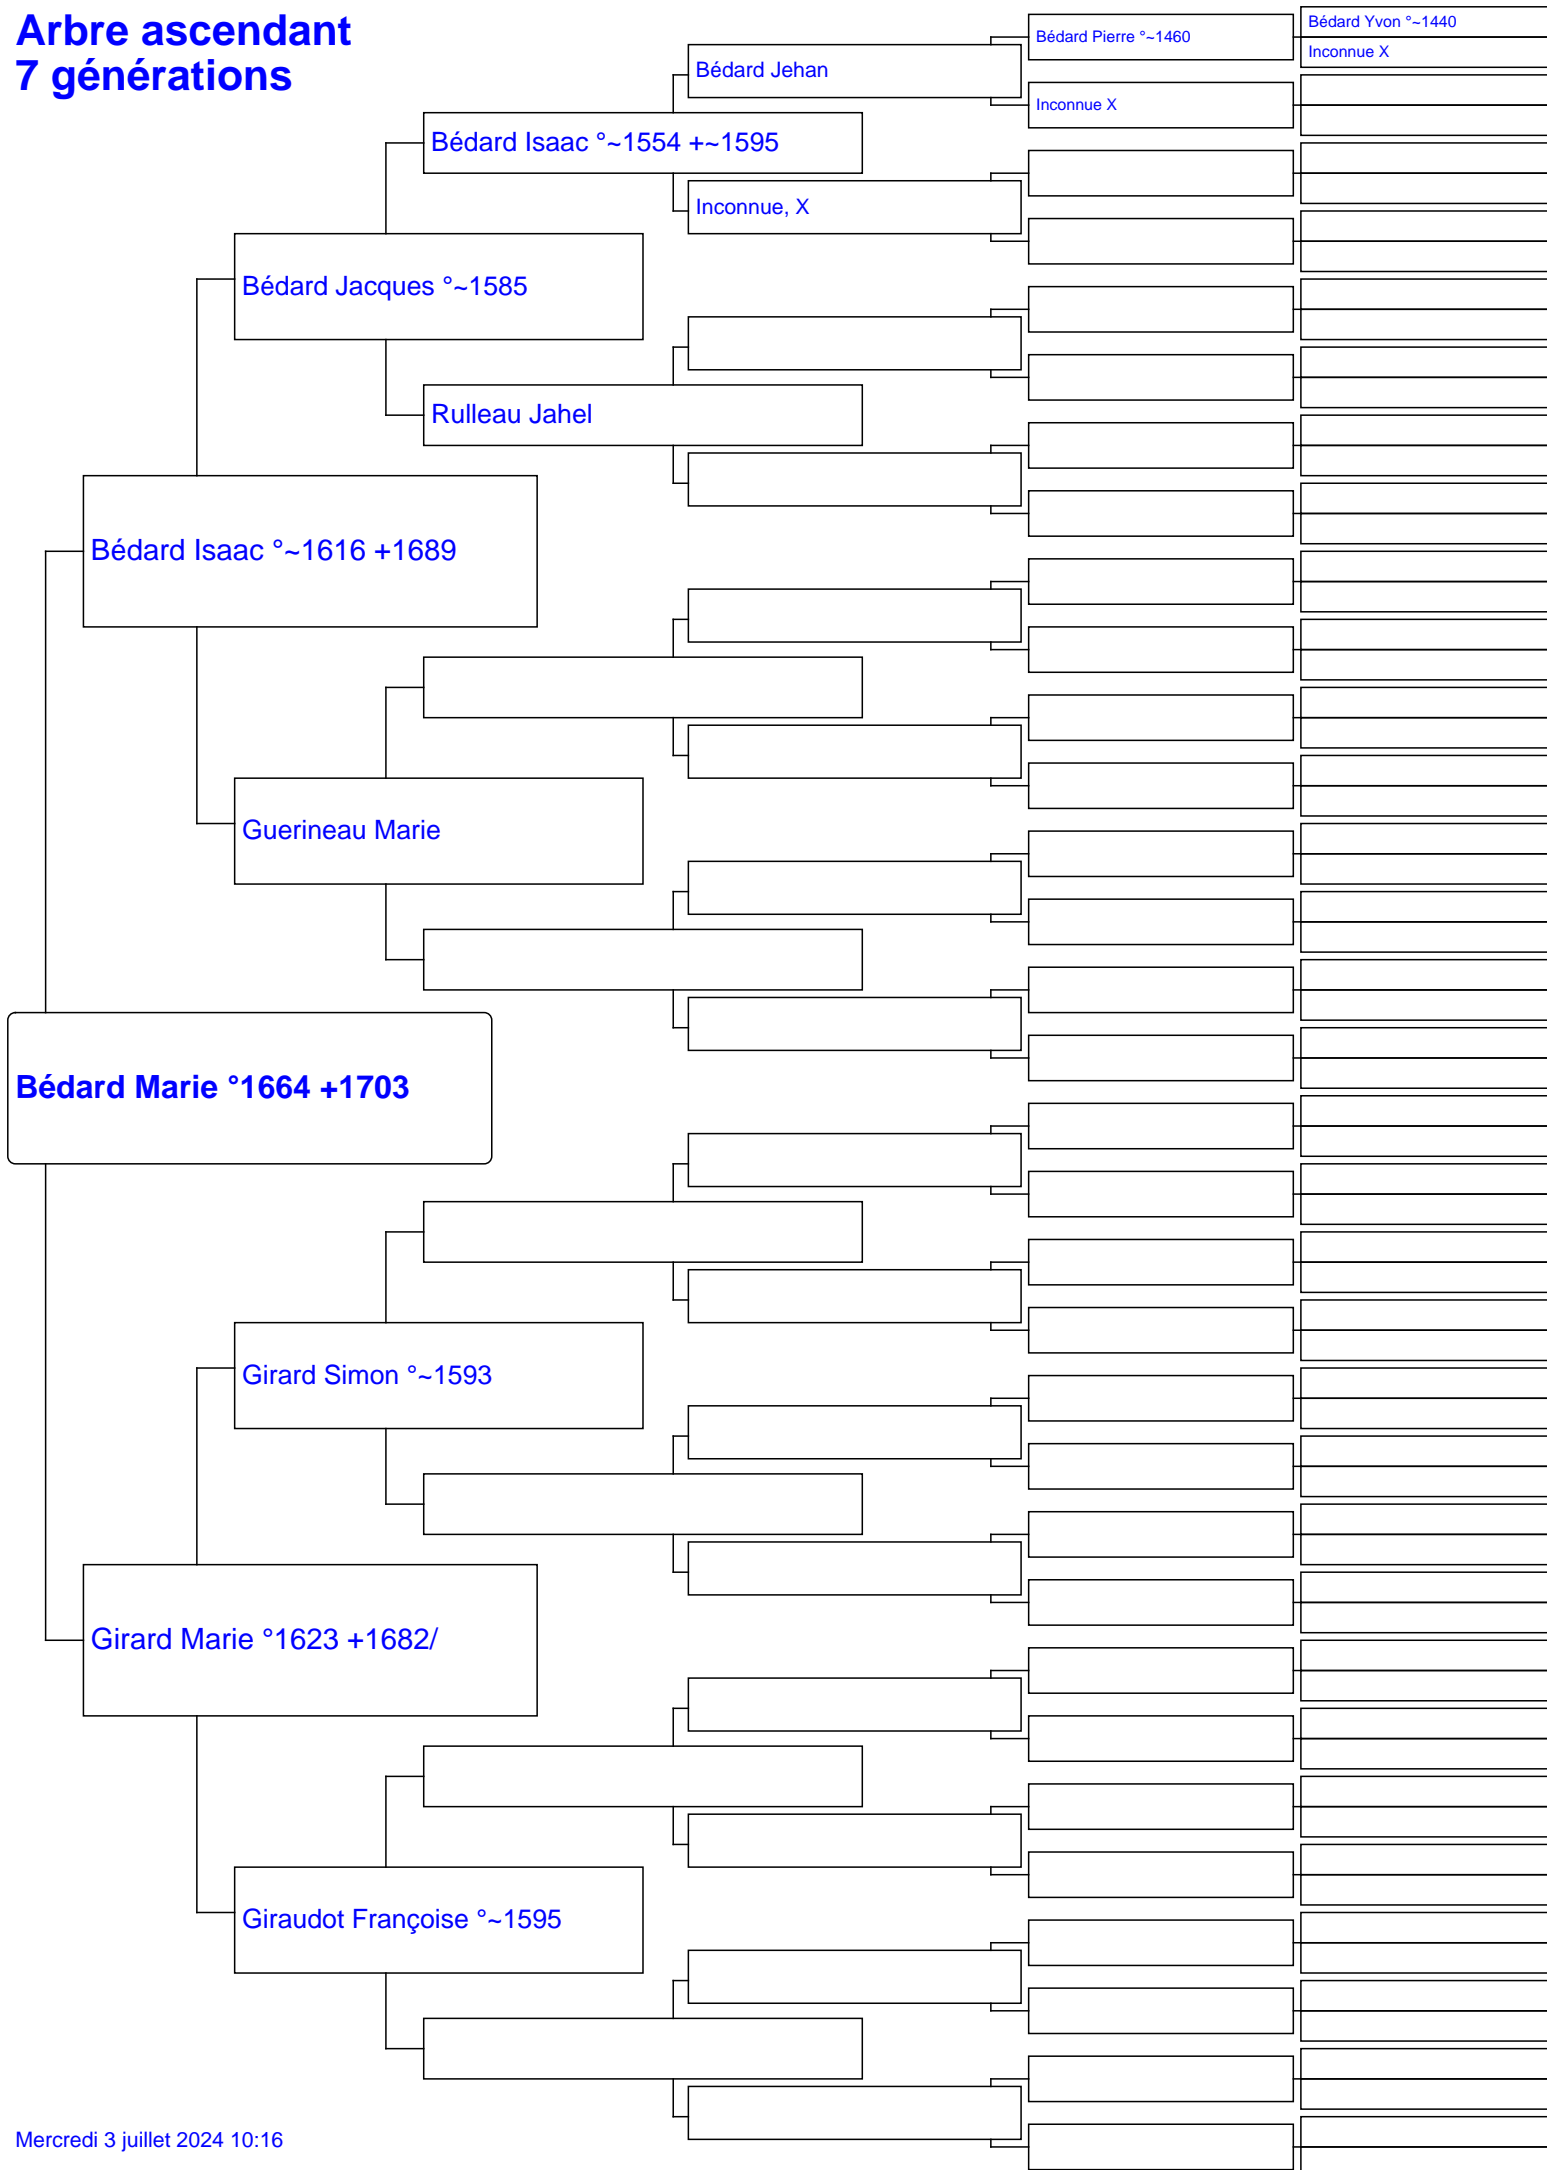 Arbre ascendant
7 générations
Bédard Yvon °~1440
Bédard Pierre °~1460
Inconnue X
Bédard Jehan
Inconnue X
Bédard Isaac °~1554 +~1595
Inconnue, X
Bédard Jacques °~1585
Rulleau Jahel
Bédard Isaac °~1616 +1689
Guerineau Marie
Bédard Marie °1664 +1703
Girard Simon °~1593
Girard Marie °1623 +1682/
Giraudot Françoise °~1595
Mercredi 3 juillet 2024 10:16